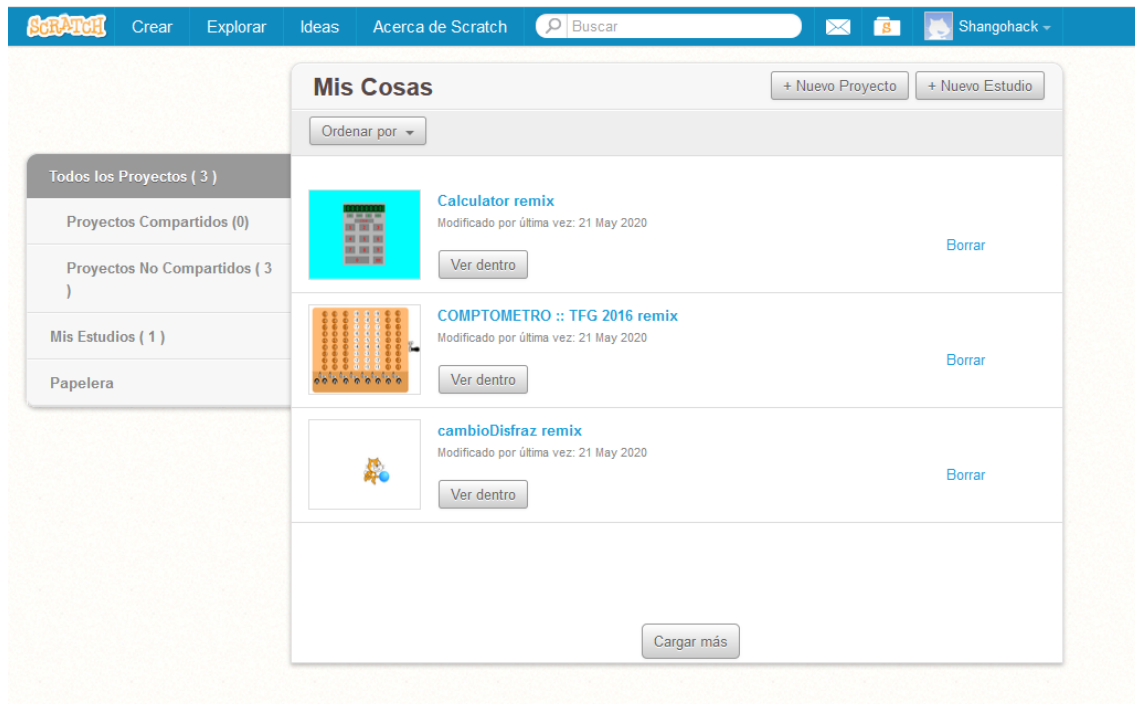 SCRATCH Crear Explorar Ideas Acerca de Scratch Buscar S Shangohack
Mis Cosas + Nuevo Proyecto + Nuevo Estudio
Ordenar por
Todos los Proyectos ( 3 )
Proyectos Compartidos (0)
Proyectos No Compartidos ( 3
)
Mis Estudios ( 1 )
Papelera
Calculator remix
Modificado por última vez: 21 May 2020
Ver dentro
Borrar
COMPTOMETRO :: TFG 2016 remix
Modificado por última vez: 21 May 2020
Ver dentro
Borrar
cambioDisfraz remix
Modificado por última vez: 21 May 2020
Ver dentro
Borrar
Cargar más